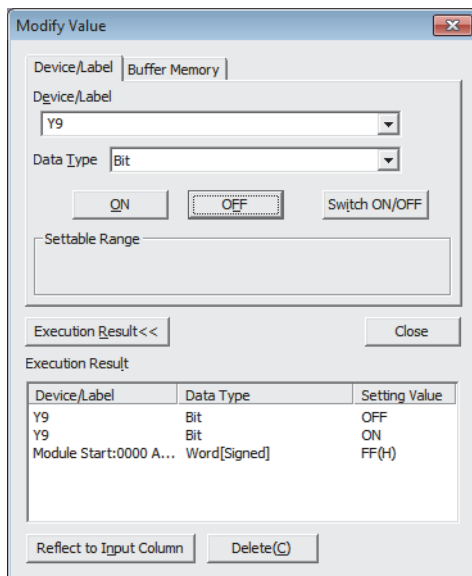 Modify Value
Device/Label Buffer Memory
Device/Label
Y9
Data Type Bit
ON OFF Switch ON/OFF
Settable Range
Execution Result<< Close
Execution Result
Device/Label Data Type Setting Value
Y9 Bit OFF
Y9 Bit ON
Module Start:0000 A... Word[Signed] FF(H)
Reflect to Input Column Delete(C)